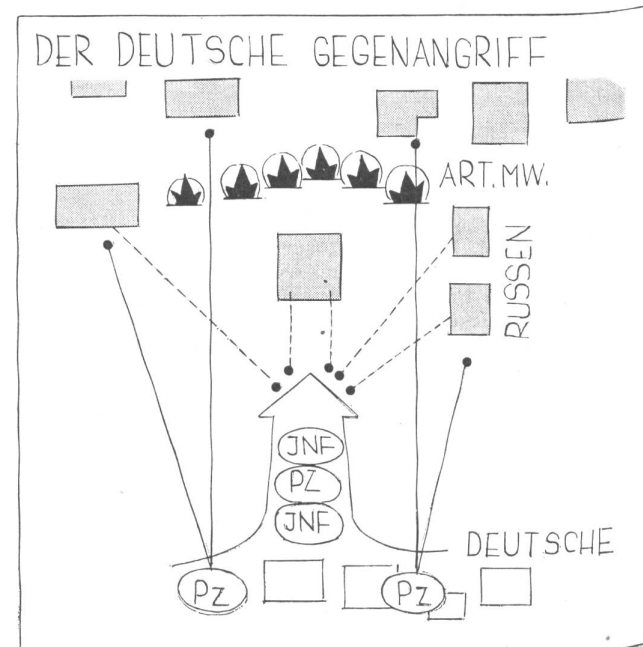 DER DEUTSCHE GEGENANGRIFF
ART. MW.
RUSSEN
JNF
PZ
JNF
DEUTSCHE
PZ
PZ